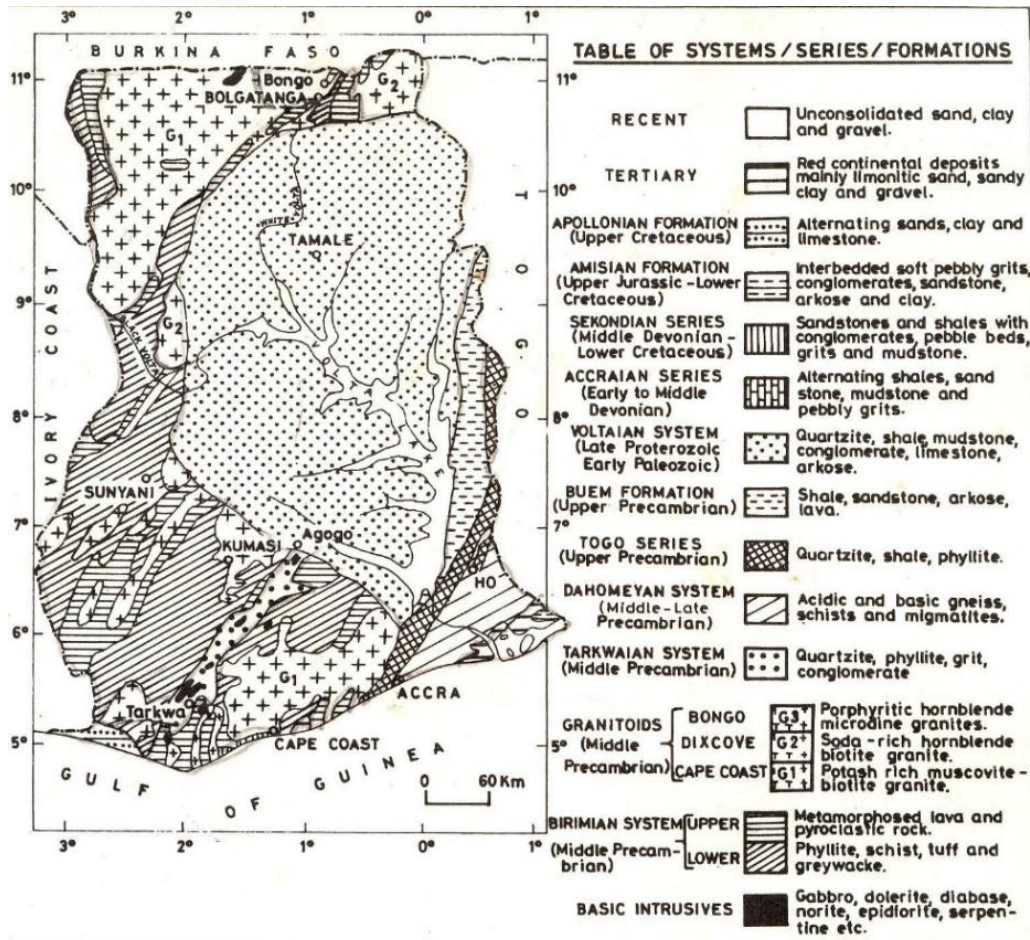 3° 2° 1° 0° 1°
BURKINA FASO
11°
Bongo
BOLGATANGA
G2
G1
10°
WHITE VOLTA
TAMALE
TOGO
9°
IVORY COAST
G2
8°
LAKE
SUNYANI
7°
KUMASI
Agogo
HO
6°
G1
ACCRA
Tarkwa
CAPE COAST
5°
GULF OF GUINEA
0 60 Km
3° 2° 1° 0° 1°
TABLE OF SYSTEMS/SERIES/FORMATIONS
11°
RECENT
Unconsolidated sand, clay
and gravel.
10°
TERTIARY
Red continental deposits
mainly limonitic sand, sandy
clay and gravel.
APOLLONIAN FORMATION
(Upper Cretaceous)
Alternating sands, clay and
limestone.
9°
AMISIAN FORMATION
(Upper Jurassic-Lower
Cretaceous)
Interbedded soft pebbly grits,
conglomerates, sandstone,
arkose and clay.
SEKONDIAN SERIES
(Middle Devonian-
Lower Cretaceous)
Sandstones and shales with
conglomerates, pebble beds,
grits and mudstone.
8°
ACCRAIAN SERIES
(Early to Middle
Devonian)
Alternating shales, sand
stone, mudstone and
pebbly grits.
VOLTAIAN SYSTEM
(Late Proterozoic
Early Paleozoic)
Quartzite, shale, mudstone,
conglomerate, limestone,
arkose.
7°
BUEM FORMATION
(Upper Precambrian)
Shale, sandstone, arkose,
lava.
TOGO SERIES
(Upper Precambrian)
Quartzite, shale, phyllite.
6°
DAHOMEYAN SYSTEM
(Middle-Late
Precambrian)
Acidic and basic gneiss,
schists and migmatites.
TARKWAIAN SYSTEM
(Middle Precambrian)
Quartzite, phyllite, grit,
conglomerate
5°
GRANITOIDS
(Middle
Precambrian)
BONGO
G3
Porphyritic hornblende
microcline granites.
DIXCOVE
G2
Soda-rich hornblende
biotite granite.
CAPE COAST
G1
Potash rich muscovite-
biotite granite.
BIRIMIAN SYSTEM
(Middle Precam-
brian)
UPPER
Metamorphosed lava and
pyroclastic rock.
LOWER
Phyllite, schist, tuff and
greywacke.
BASIC INTRUSIVES
Gabbro, dolerite, diabase,
norite, epidiorite, serpen-
tine etc.